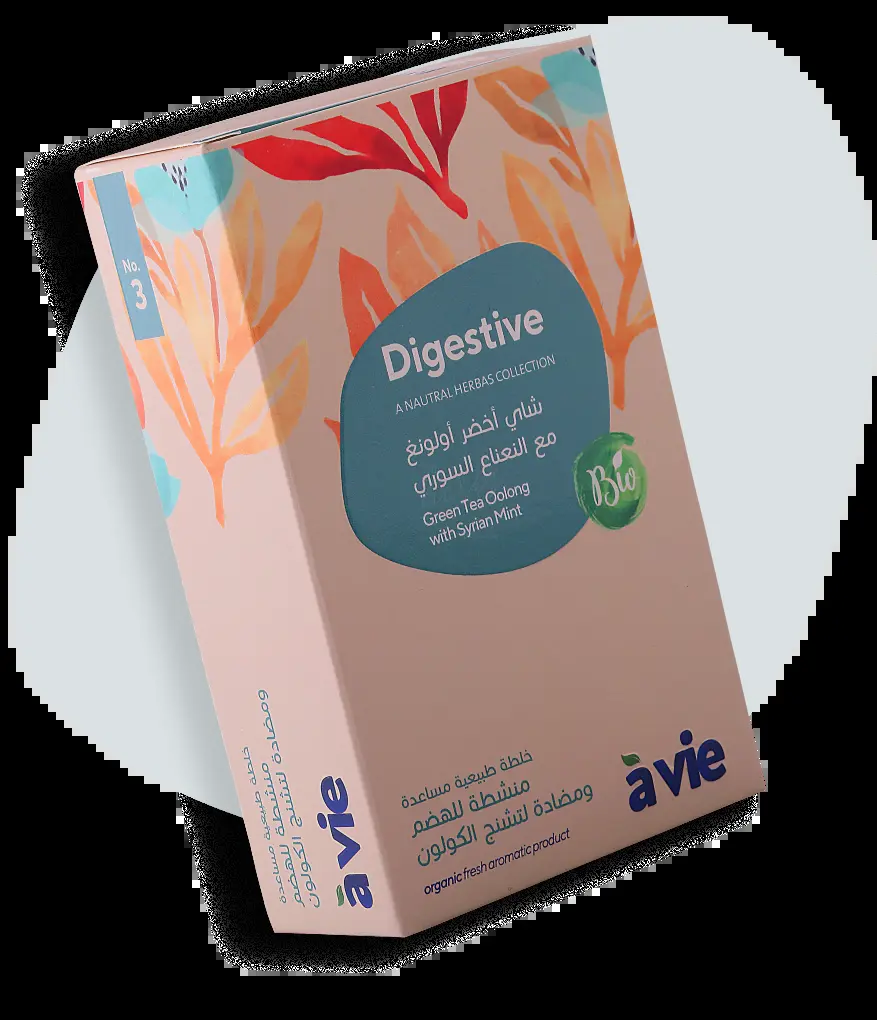 No.
3
Digestive
A NAUTRAL HERBAS COLLECTION
شاي أخضر أولونغ
مع النعناع السوري
Green Tea Oolong
with Syrian Mint
Bio
خلطة طبيعية مساعدة
منشطة للهضم
ومضادة لتشنج الكولون
organic fresh aromatic product
àvie
خلطة طبيعية مساعدة
منشطة للهضم
ومضادة لتشنج الكولون
àvie